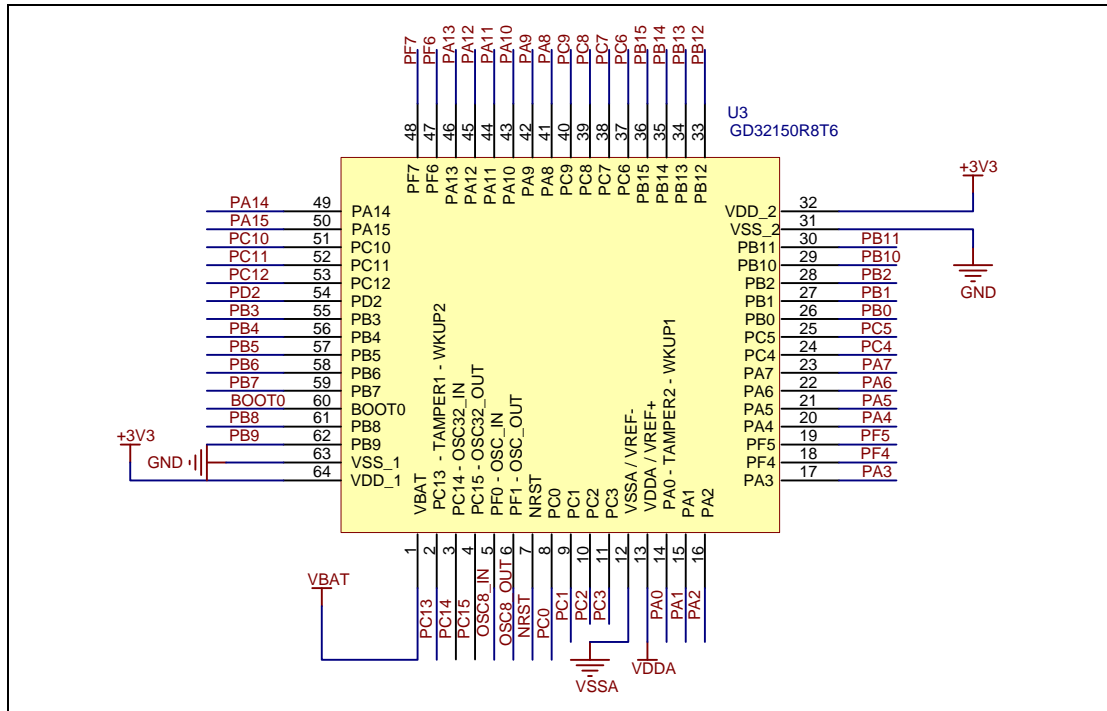 PF7
PF6
PA13
PA12
PA11
PA10
PA9
PA8
PC9
PC8
PC7
PC6
PB15
PB14
PB13
PB12
U3
GD32150R8T6
48
47
46
45
44
43
42
41
40
39
38
37
36
35
34
33
PF7
PF6
PA13
PA12
PA11
PA10
PA9
PA8
PC9
PC8
PC7
PC6
PB15
PB14
PB13
PB12
PA14 49 PA14
PA15 50 PA15
PC10 51 PC10
PC11 52 PC11
PC12 53 PC12
PD2 54 PD2
PB3 55 PB3
PB4 56 PB4
PB5 57 PB5
PB6 58 PB6
PB7 59 PB7
BOOT0 60 BOOT0
PB8 61 PB8
PB9 62 PB9
+3V3
GND 63 VSS_1
64 VDD_1
+3V3
VDD_2 32
VSS_2 31
GND
PB11 30 PB11
PB10 29 PB10
PB2 28 PB2
PB1 27 PB1
PB0 26 PB0
PC5 25 PC5
PC4 24 PC4
PA7 23 PA7
PA6 22 PA6
PA5 21 PA5
PA4 20 PA4
PF5 19 PF5
PF4 18 PF4
PA3 17 PA3
VBAT
PC13 - TAMPER1 - WKUP2
PC14 - OSC32_IN
PC15 - OSC32_OUT
PF0 - OSC_IN
PF1 - OSC_OUT
NRST
PC0
PC1
PC2
PC3
VSSA / VREF-
VDDA / VREF+
PA0 - TAMPER2 - WKUP1
PA1
PA2
1
2
3
4
5
6
7
8
9
10
11
12
13
14
15
16
VBAT
PC13
PC14
PC15
OSC8_IN
OSC8_OUT
NRST
PC0
PC1
PC2
PC3
VSSA
VDDA
PA0
PA1
PA2